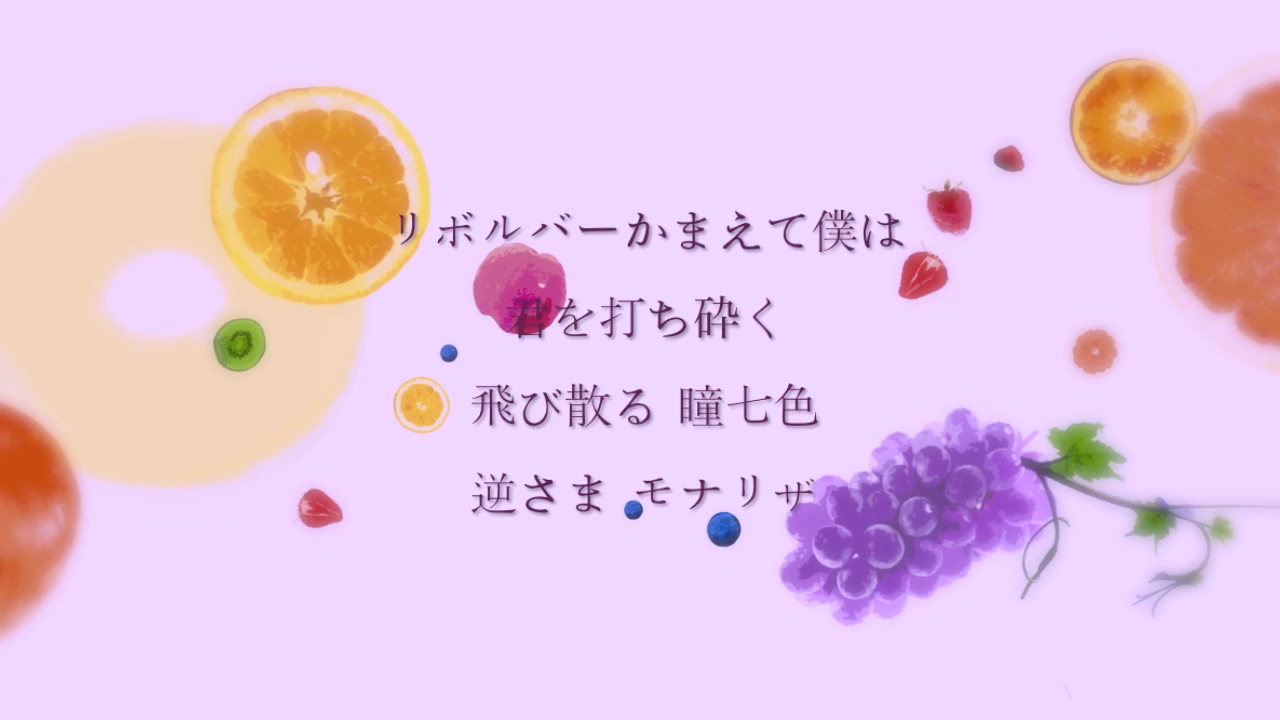 リボルバーかまえて僕は
君を打ち砕く
飛び散る 瞳七色
逆さま モナリザ